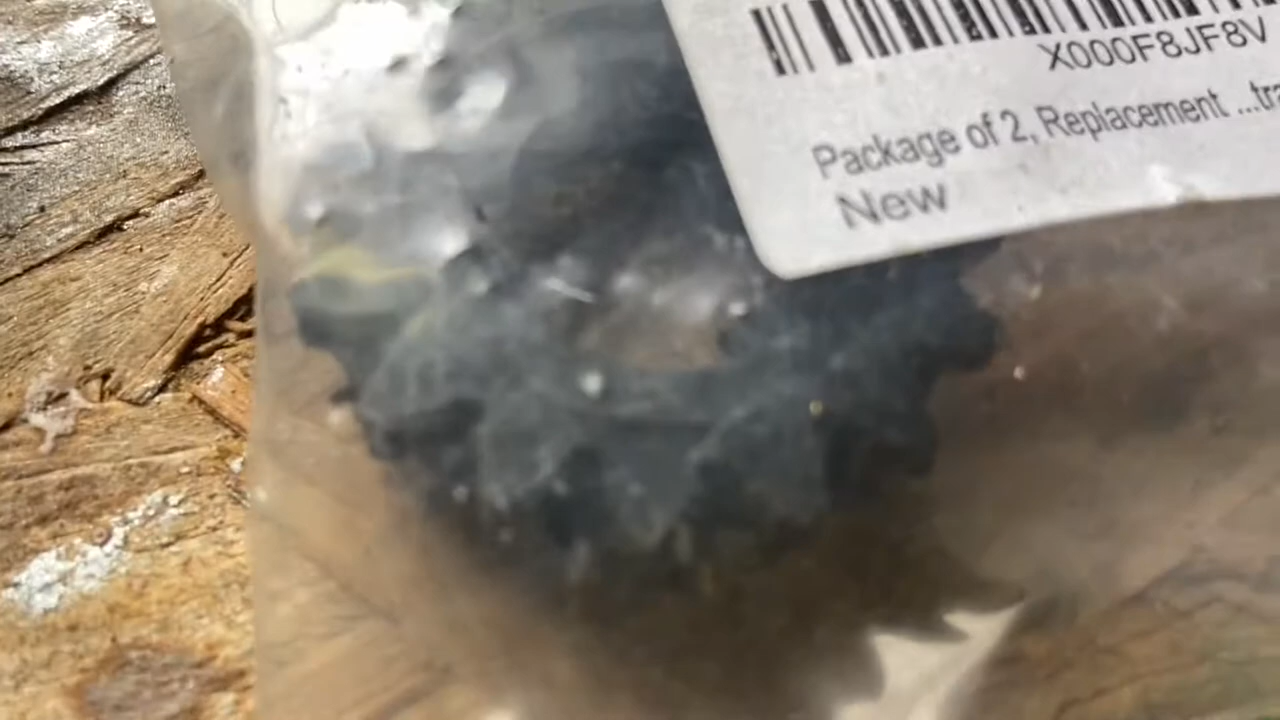 X000F8JF8V
Package of 2, Replacement ...tra
New